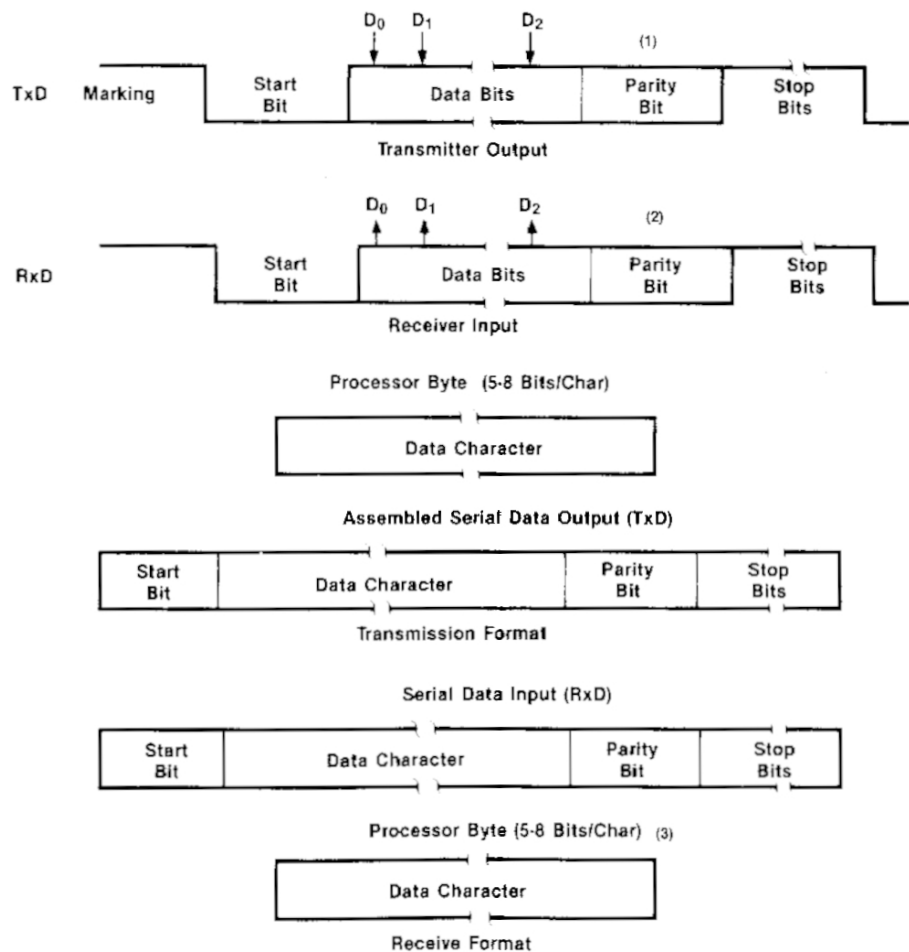 D0 D1 D2 (1)
TxD Marking Start Bit Data Bits Parity Bit Stop Bits
Transmitter Output
D0 D1 D2 (2)
RxD Start Bit Data Bits Parity Bit Stop Bits
Receiver Input
Processor Byte (5-8 Bits/Char)
Data Character
Assembled Serial Data Output (TxD)
Start Bit Data Character Parity Bit Stop Bits
Transmission Format
Serial Data Input (RxD)
Start Bit Data Character Parity Bit Stop Bits
Processor Byte (5-8 Bits/Char) (3)
Data Character
Receive Format